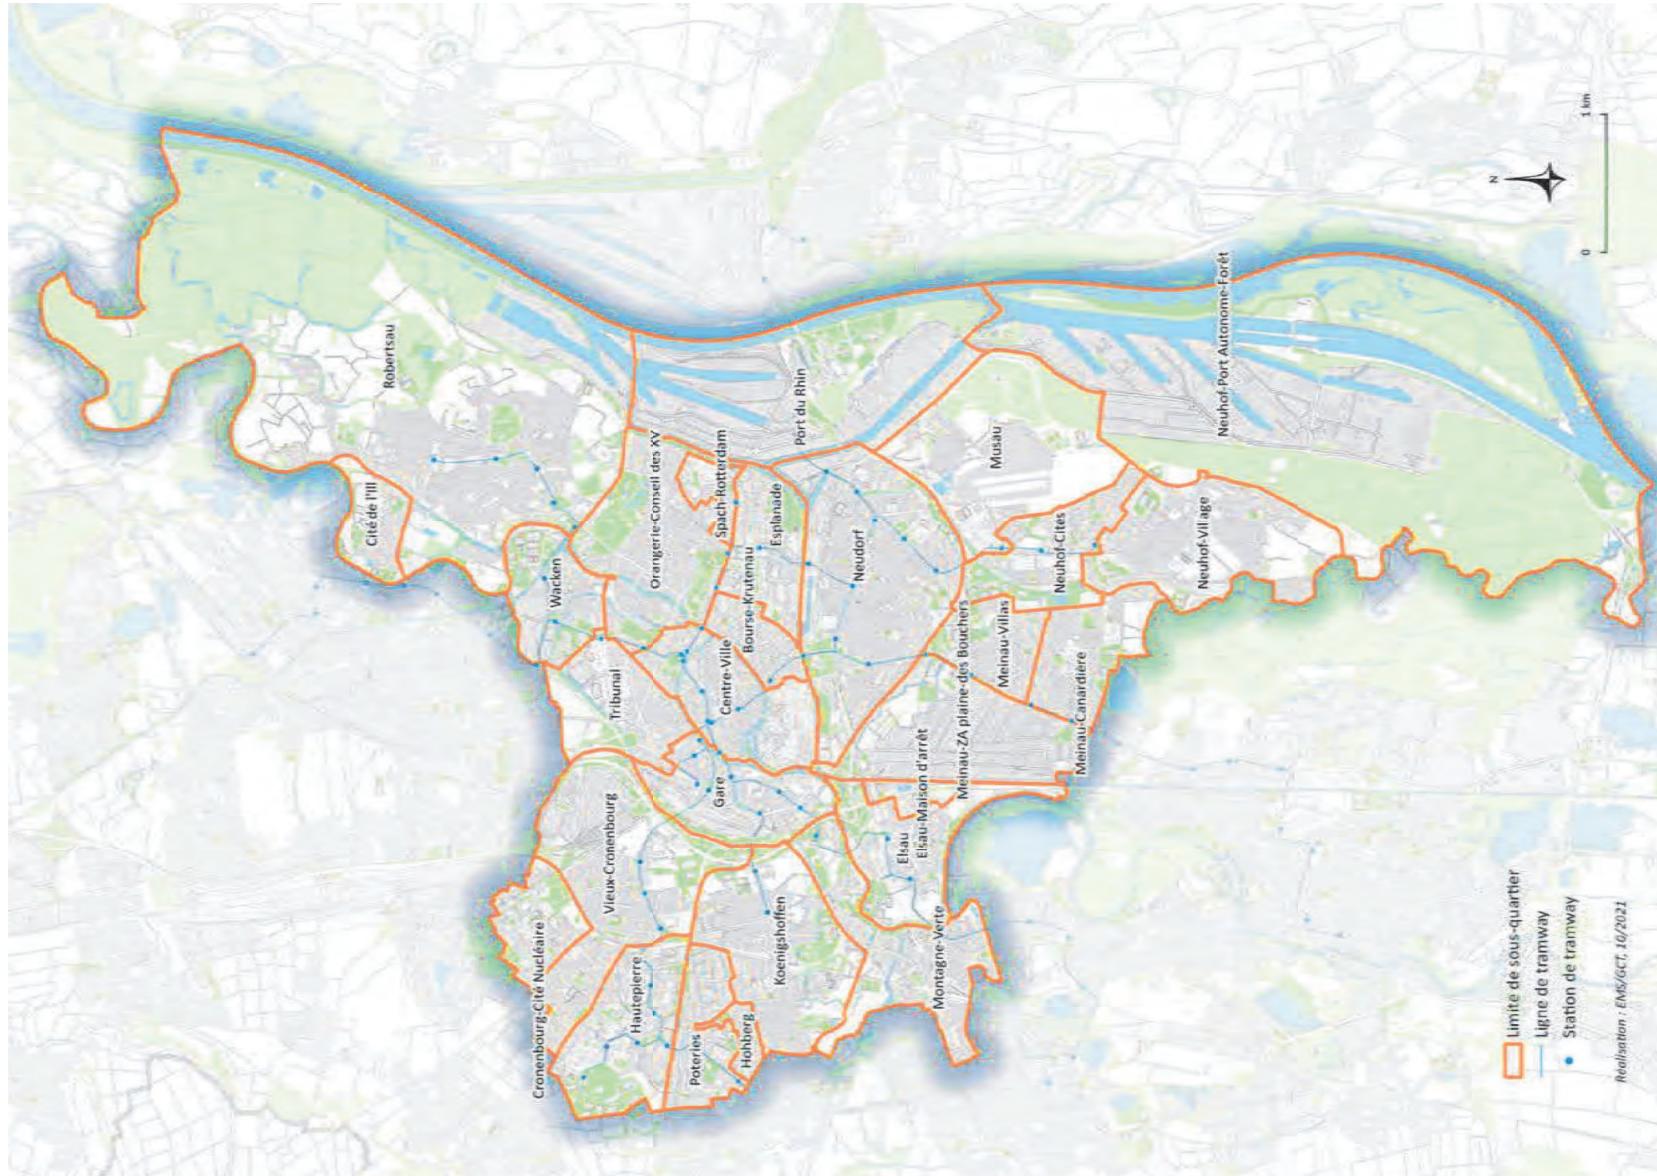 Robertsau
Cité de l'Ill
Wacken
Orangerie-Conseil des XV
Spach-Rotterdam
Port du Rhin
Esplanade
Bourse-Krutenau
Tribunal
Centre-Ville
Gare
Neudorf
Musau
Neuhof-Port Autonome-Forêt
Neuhof-Cités
Neuhof-Village
Meinau-Villas
Meinau-ZA plaine-des Bouchers
Meinau-Canardière
Elsau-Maison d'arrêt
Elsau
Vieux-Cronenbourg
Cronenbourg-Cité Nucléaire
Hautepierre
Koenigshoffen
Poteries
Hohberg
Montagne-Verte
N
0
1 km
Limite de sous-quartier
Ligne de tramway
Station de tramway
Réalisation : EMS/GCT, 10/2021